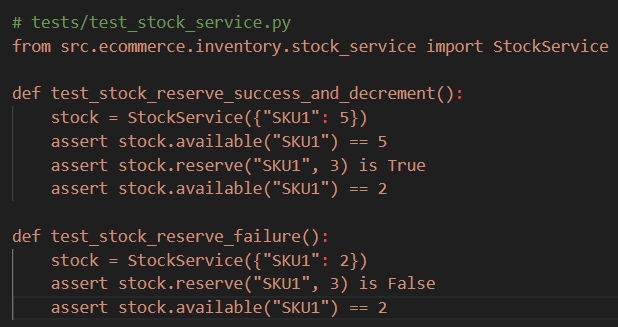 # tests/test_stock_service.py
from src.ecommerce.inventory.stock_service import StockService

def test_stock_reserve_success_and_decrement():
    stock = StockService({"SKU1": 5})
    assert stock.available("SKU1") == 5
    assert stock.reserve("SKU1", 3) is True
    assert stock.available("SKU1") == 2

def test_stock_reserve_failure():
    stock = StockService({"SKU1": 2})
    assert stock.reserve("SKU1", 3) is False
    assert stock.available("SKU1") == 2